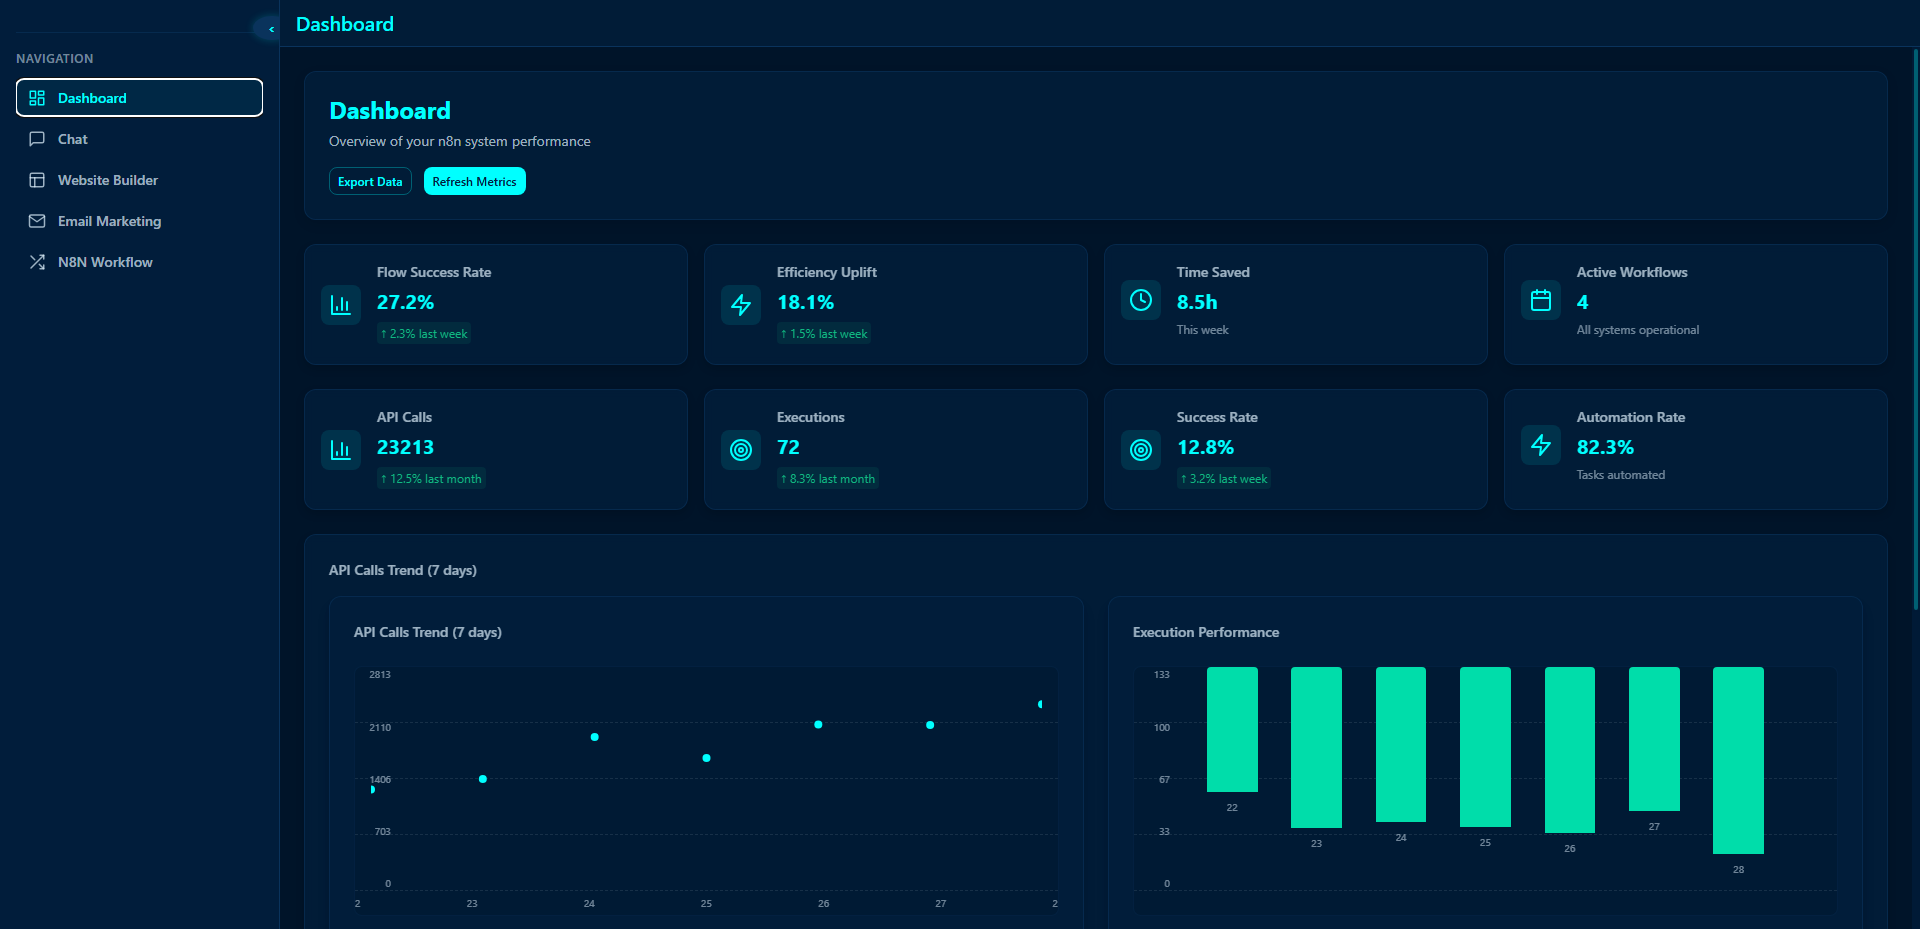 ‹
Dashboard
NAVIGATION
Dashboard
Chat
Website Builder
Email Marketing
N8N Workflow
Dashboard
Overview of your n8n system performance
Export Data
Refresh Metrics
Flow Success Rate
27.2%
↑ 2.3% last week
Efficiency Uplift
18.1%
↑ 1.5% last week
Time Saved
8.5h
This week
Active Workflows
4
All systems operational
API Calls
23213
↑ 12.5% last month
Executions
72
↑ 8.3% last month
Success Rate
12.8%
↑ 3.2% last week
Automation Rate
82.3%
Tasks automated
API Calls Trend (7 days)
API Calls Trend (7 days)
2813
2110
1406
703
0
2 23 24 25 26 27 2
Execution Performance
133
100
67
33
0
22
23
24
25
26
27
28